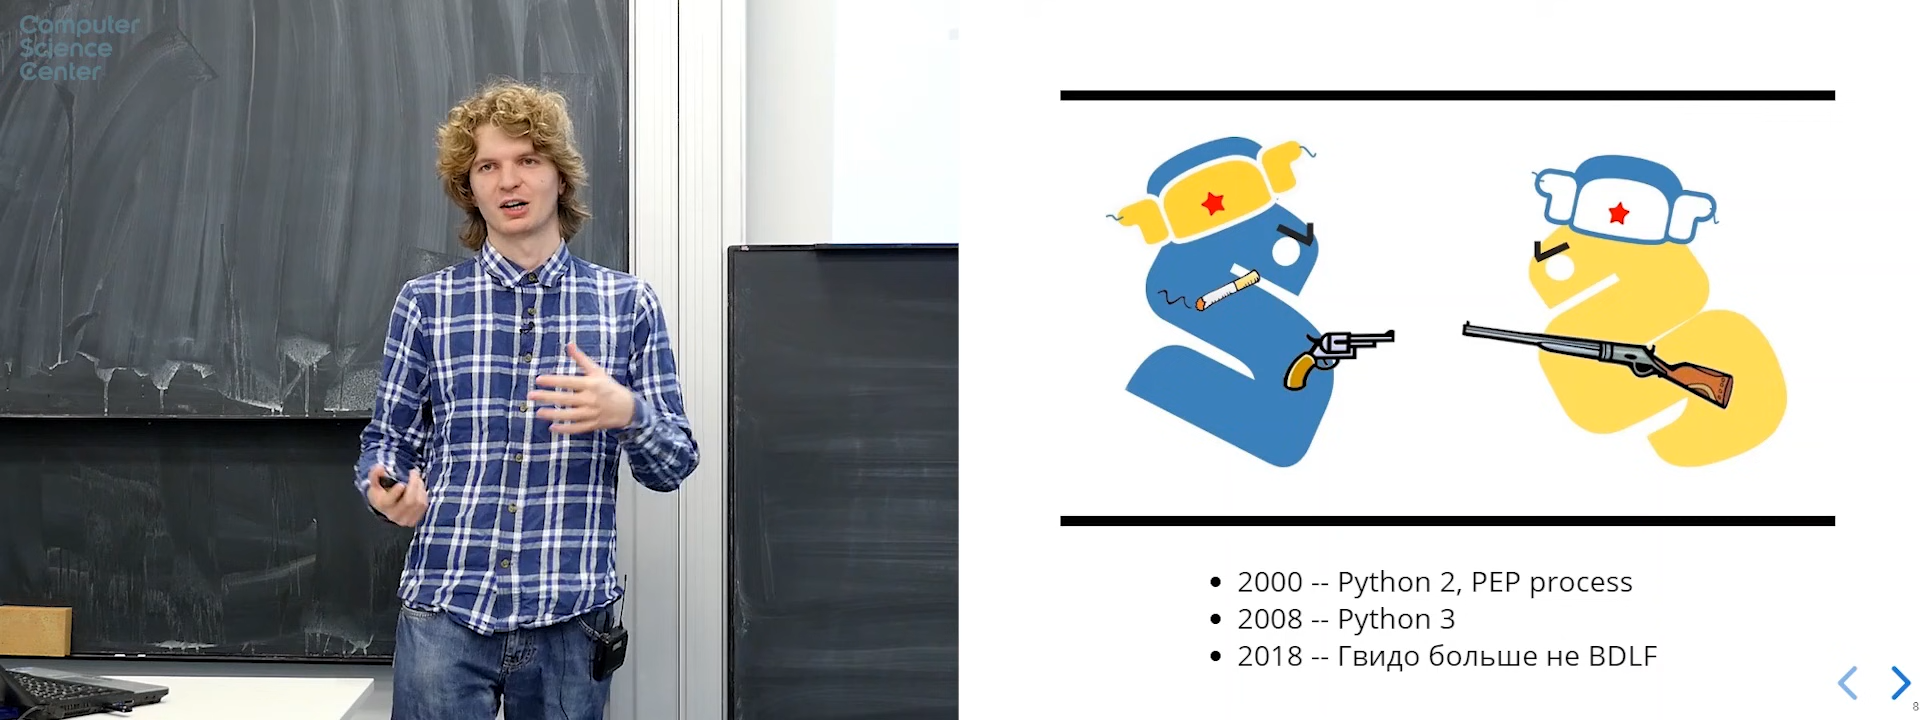 Computer
Science
Center
2000 -- Python 2, PEP process
2008 -- Python 3
2018 -- Гвидо больше не BDLF
8